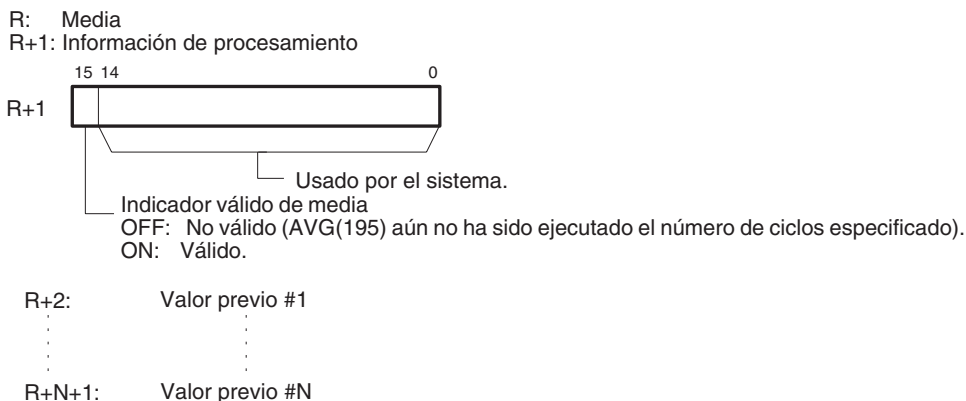 R: Media
R+1: Información de procesamiento
15 14 0
R+1
Usado por el sistema.
Indicador válido de media
OFF: No válido (AVG(195) aún no ha sido ejecutado el número de ciclos especificado).
ON: Válido.
R+2: Valor previo #1
R+N+1: Valor previo #N